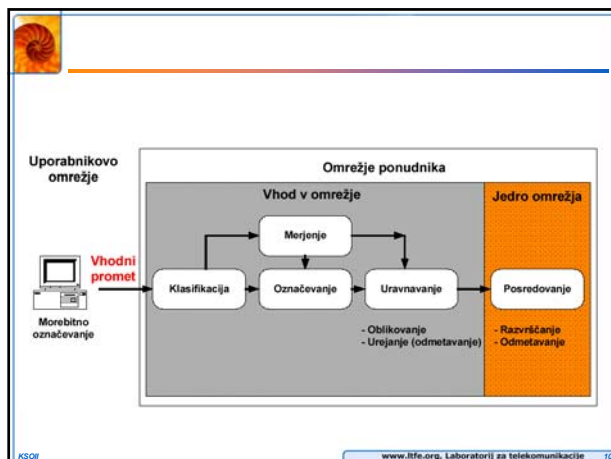 Uporabnikovo
omrežje
Omrežje ponudnika
Vhod v omrežje
Jedro omrežja
Merjenje
Vhodni
promet
Klasifikacija
Označevanje
Uravnavanje
Posredovanje
Morebitno
označevanje
- Oblikovanje
- Urejanje (odmetavanje)
- Razvrščanje
- Odmetavanje
KSOII
www.ltfe.org, Laboratorij za telekomunikacije
10